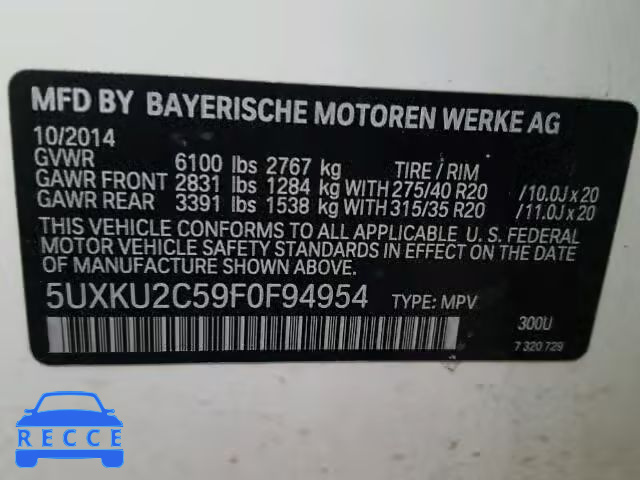 MFD BY BAYERISCHE MOTOREN WERKE AG
10/2014
GVWR 6100 lbs 2767 kg TIRE / RIM
GAWR FRONT 2831 lbs 1284 kg WITH 275/40 R20 /10.0J x 20
GAWR REAR 3391 lbs 1538 kg WITH 315/35 R20 /11.0J x 20
THIS VEHICLE CONFORMS TO ALL APPLICABLE U. S. FEDERAL
MOTOR VEHICLE SAFETY STANDARDS IN EFFECT ON THE DATE
OF MANUFACTURE SHOWN ABOVE.
5UXKU2C59F0F94954 TYPE: MPV
300U
7 320 729
RECCE